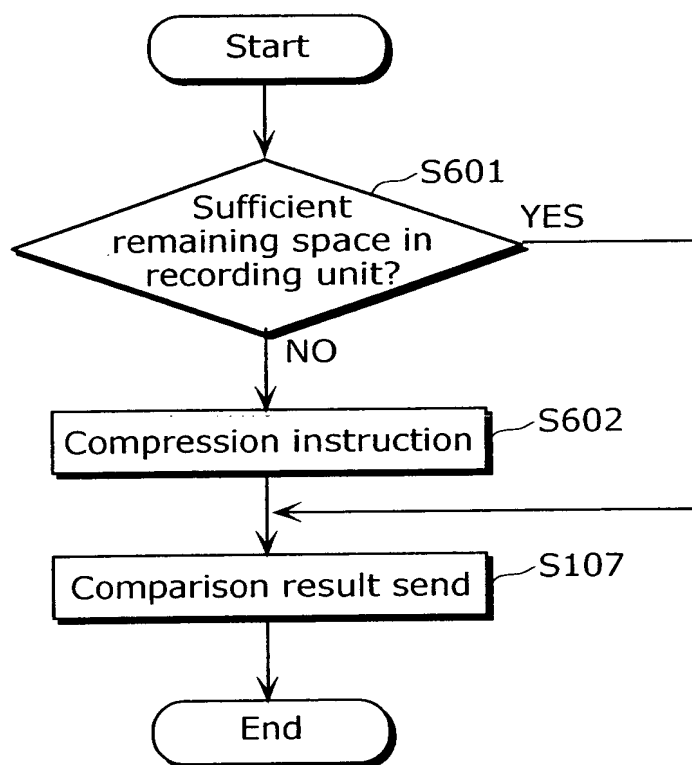 Start
S601
Sufficient
remaining space in
recording unit?
YES
NO
Compression instruction
S602
Comparison result send
S107
End